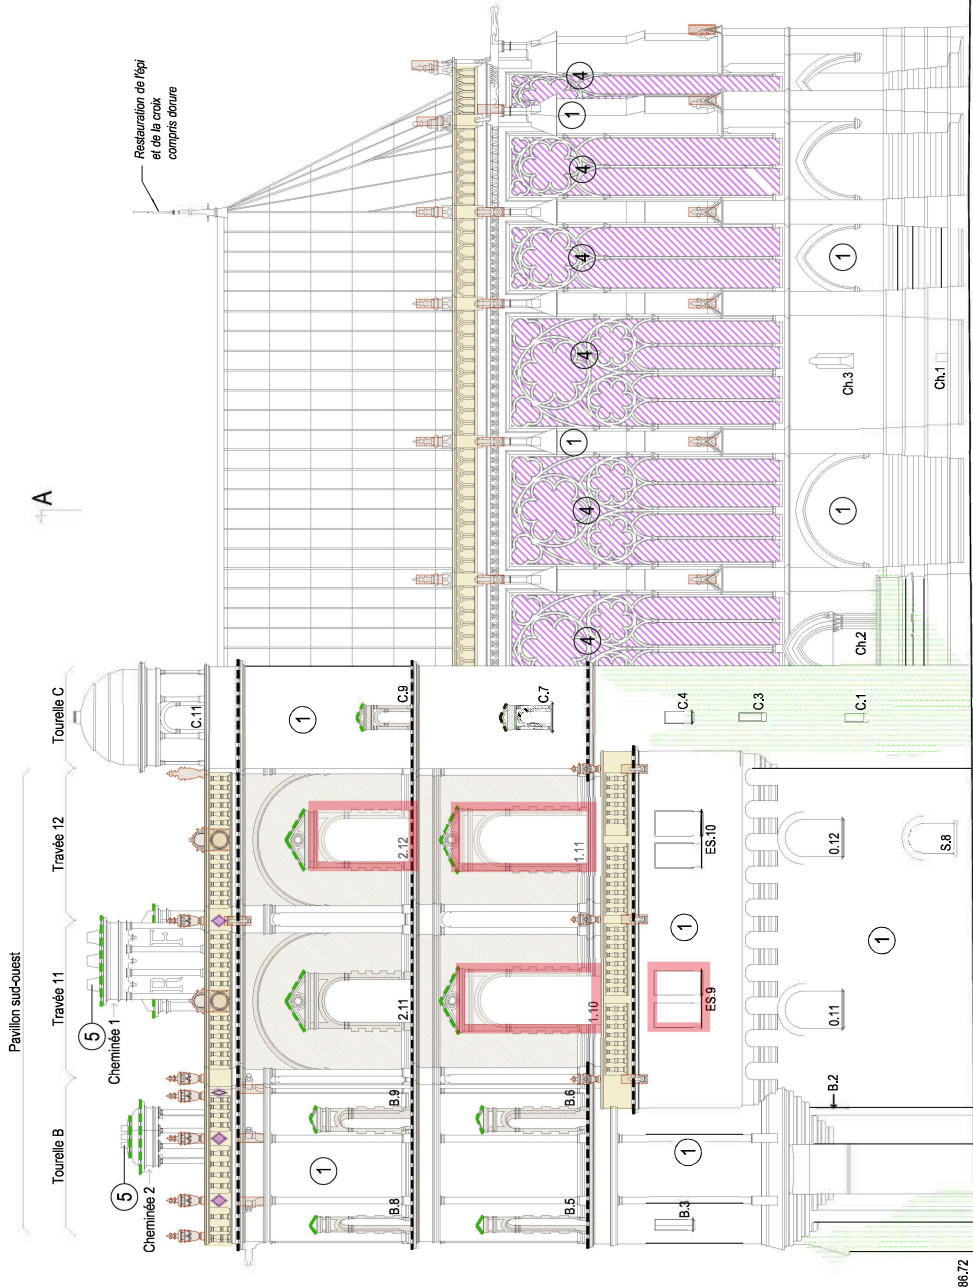 Pavillon sud-ouest
A
Tourelle B
Travée 11
Travée 12
Tourelle C
Restauration de l'épi
et de la croix
compris dorure
5
Cheminée 1
5
Cheminée 2
R F
C.11
1
1
B.8
B.9
2.11
2.12
C.9
C.7
B.5
B.6
1.10
1.11
1
1
4
4
4
4
4
4
B.3
1
ES.9
1
ES.10
C.4
C.3
B.2
0.11
0.12
C.1
Ch.2
1
Ch.3
1
1
S.8
Ch.1
86.72